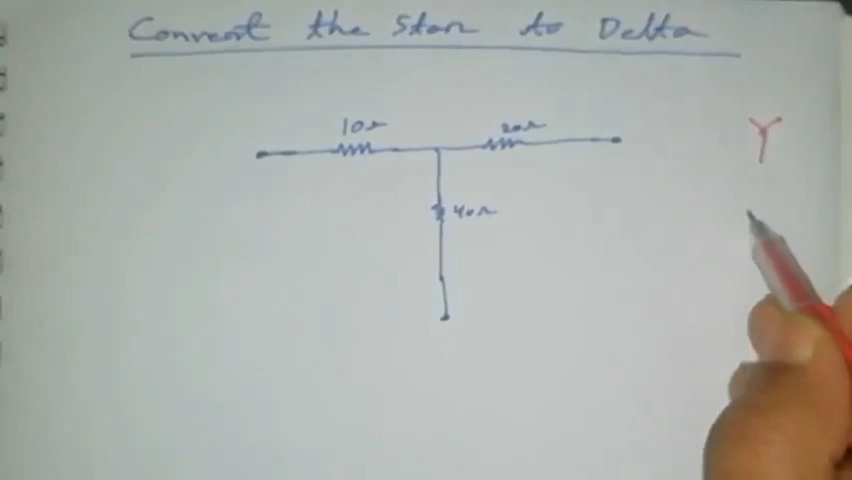 Convert the Star to Delta
10Ω 20Ω
40Ω
Y